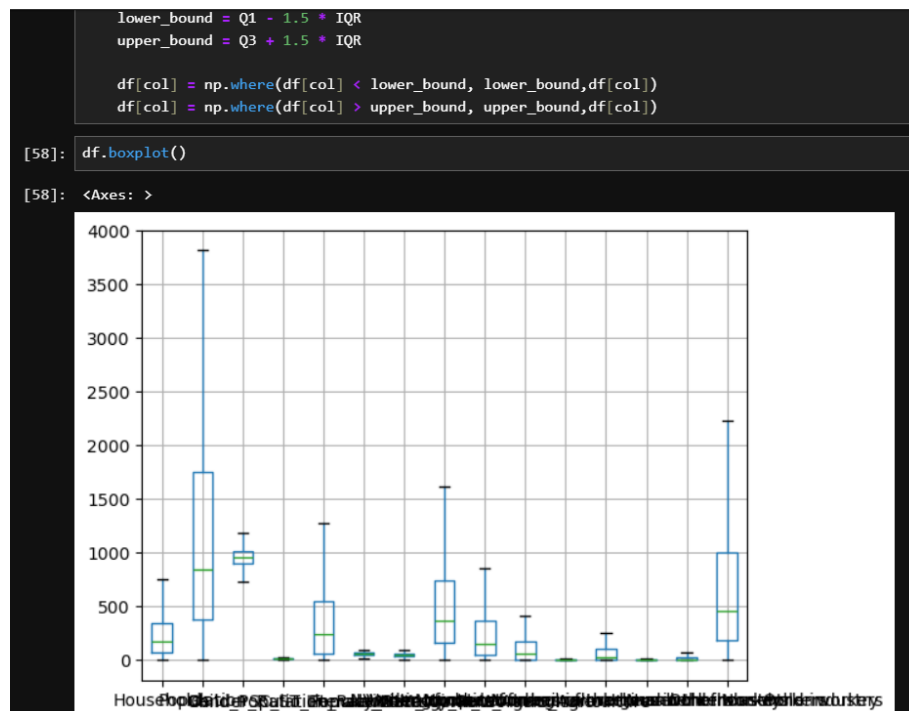 lower_bound = Q1 - 1.5 * IQR
upper_bound = Q3 + 1.5 * IQR
df[col] = np.where(df[col] < lower_bound, lower_bound,df[col])
df[col] = np.where(df[col] > upper_bound, upper_bound,df[col])
[58]: df.boxplot()
[58]: <Axes: >
4000
3500
3000
2500
2000
1500
1000
500
0